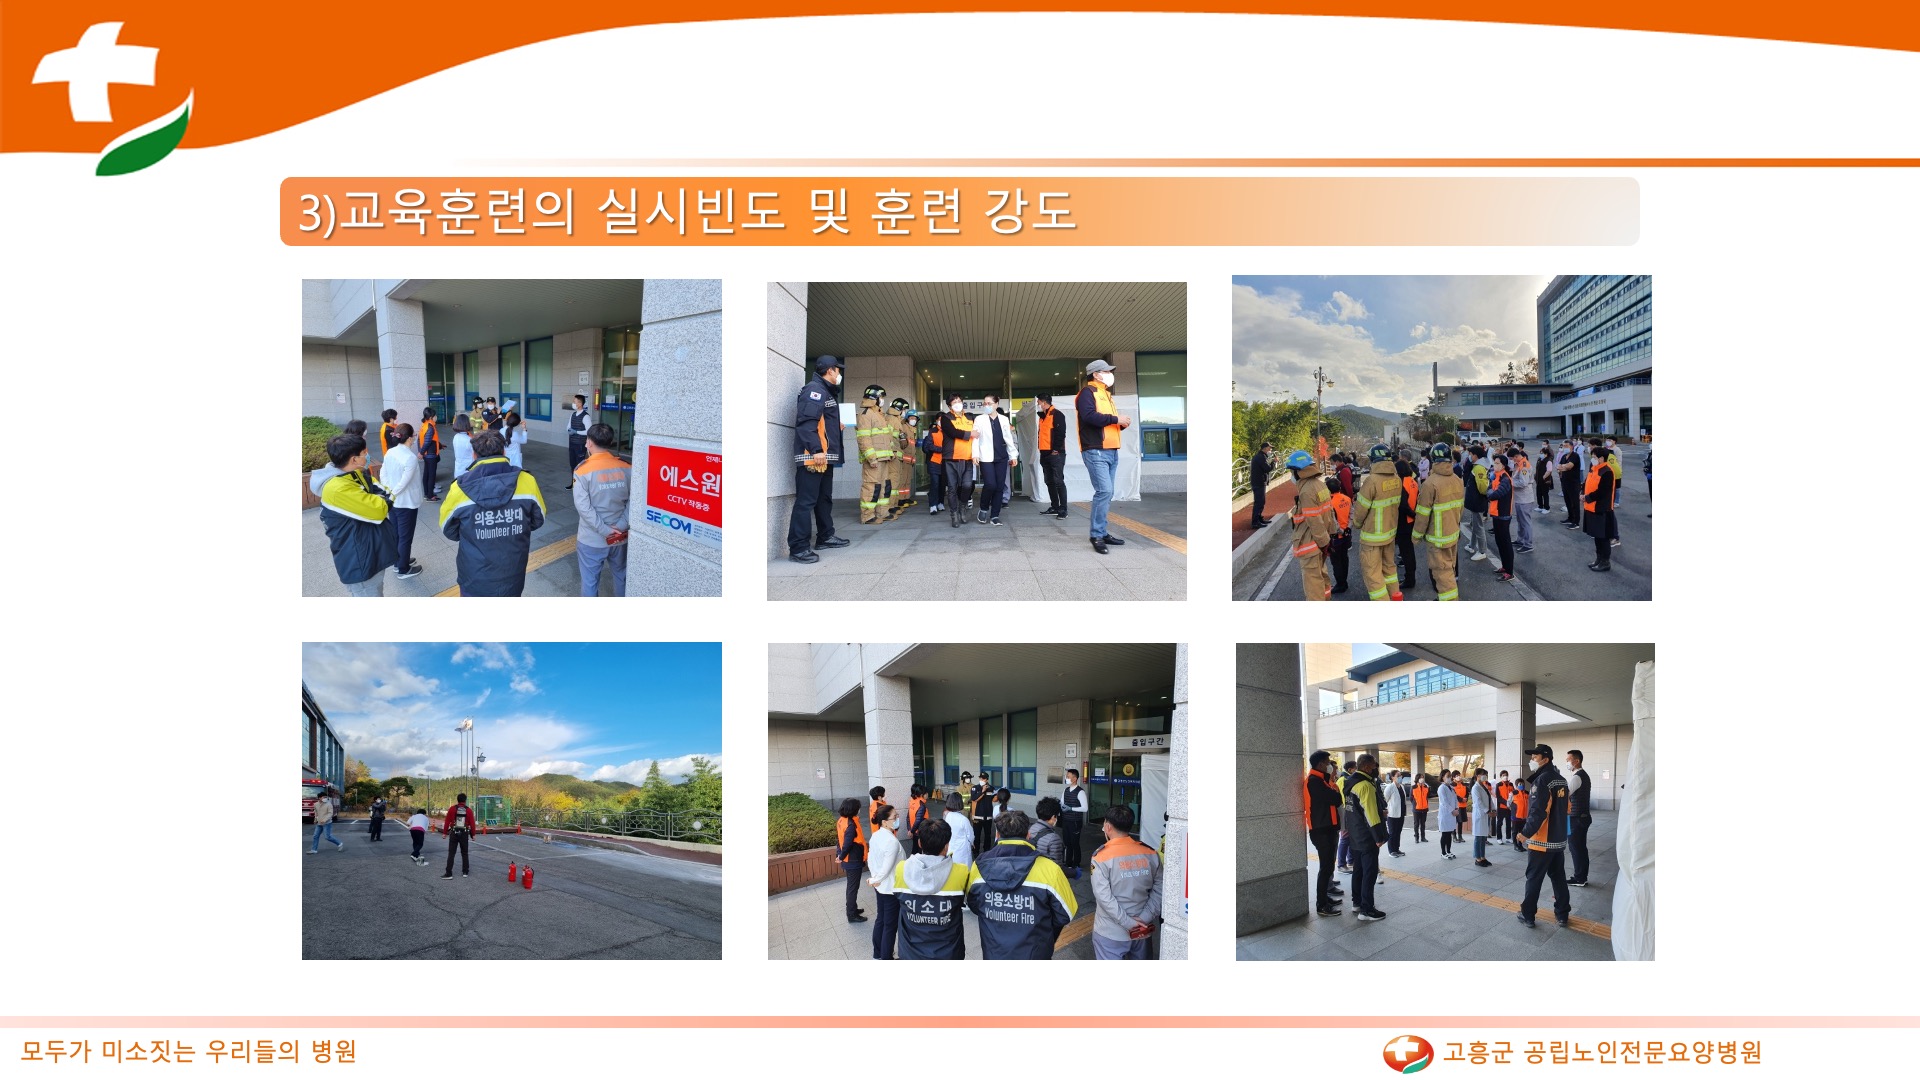 3)교육훈련의 실시빈도 및 훈련 강도
의용소방대
Volunteer Fire
에스원
CCTV 작동중
SECOM
출입구
출입구간
의소대
VOLUNTEER FIRE
의용소방대
Volunteer Fire
모두가 미소짓는 우리들의 병원
고흥군 공립노인전문요양병원